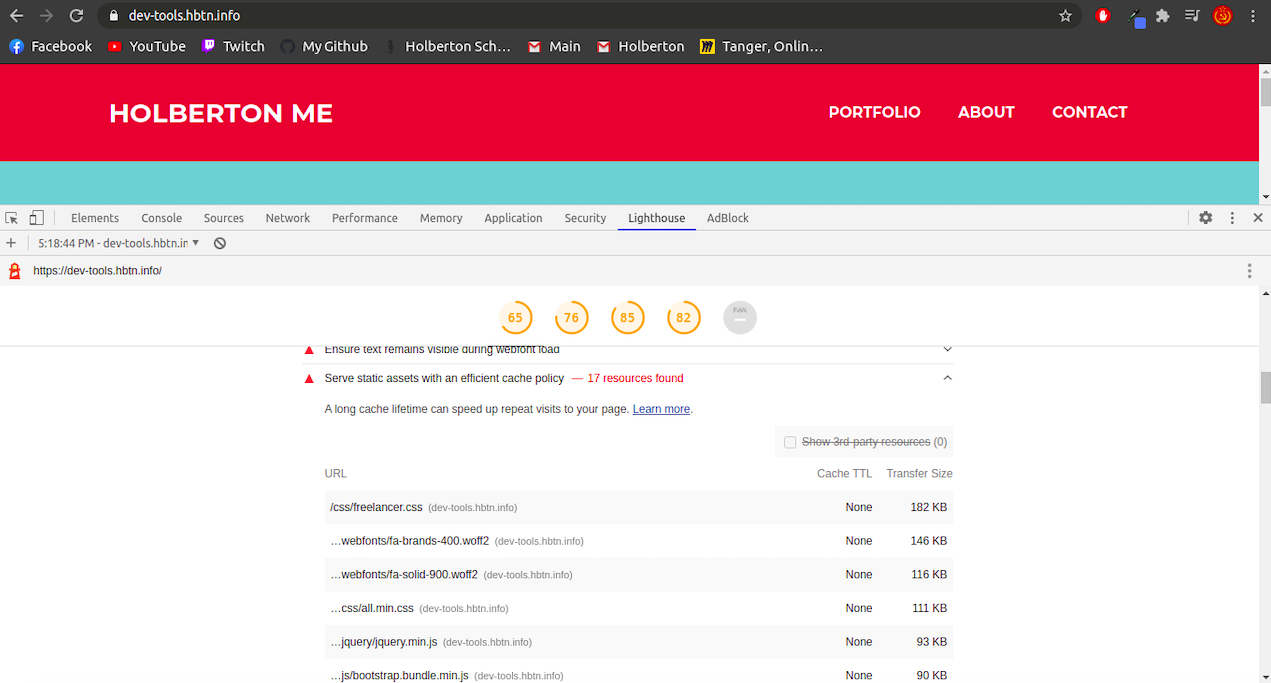 dev-tools.hbtn.info
Facebook YouTube Twitch My Github Holberton Sch... Main Holberton Tanger, Onlin...
HOLBERTON ME PORTFOLIO ABOUT CONTACT
Elements Console Sources Network Performance Memory Application Security Lighthouse AdBlock
5:18:44 PM - dev-tools.hbtn.in
https://dev-tools.hbtn.info/
65 76 85 82 PWA
Ensure text remains visible during webfont load
Serve static assets with an efficient cache policy — 17 resources found
A long cache lifetime can speed up repeat visits to your page. Learn more.
Show 3rd-party resources (0)
URL Cache TTL Transfer Size
/css/freelancer.css (dev-tools.hbtn.info) None 182 KB
...webfonts/fa-brands-400.woff2 (dev-tools.hbtn.info) None 146 KB
...webfonts/fa-solid-900.woff2 (dev-tools.hbtn.info) None 116 KB
...css/all.min.css (dev-tools.hbtn.info) None 111 KB
...jquery/jquery.min.js (dev-tools.hbtn.info) None 93 KB
...js/bootstrap.bundle.min.js (dev-tools.hbtn.info) None 90 KB